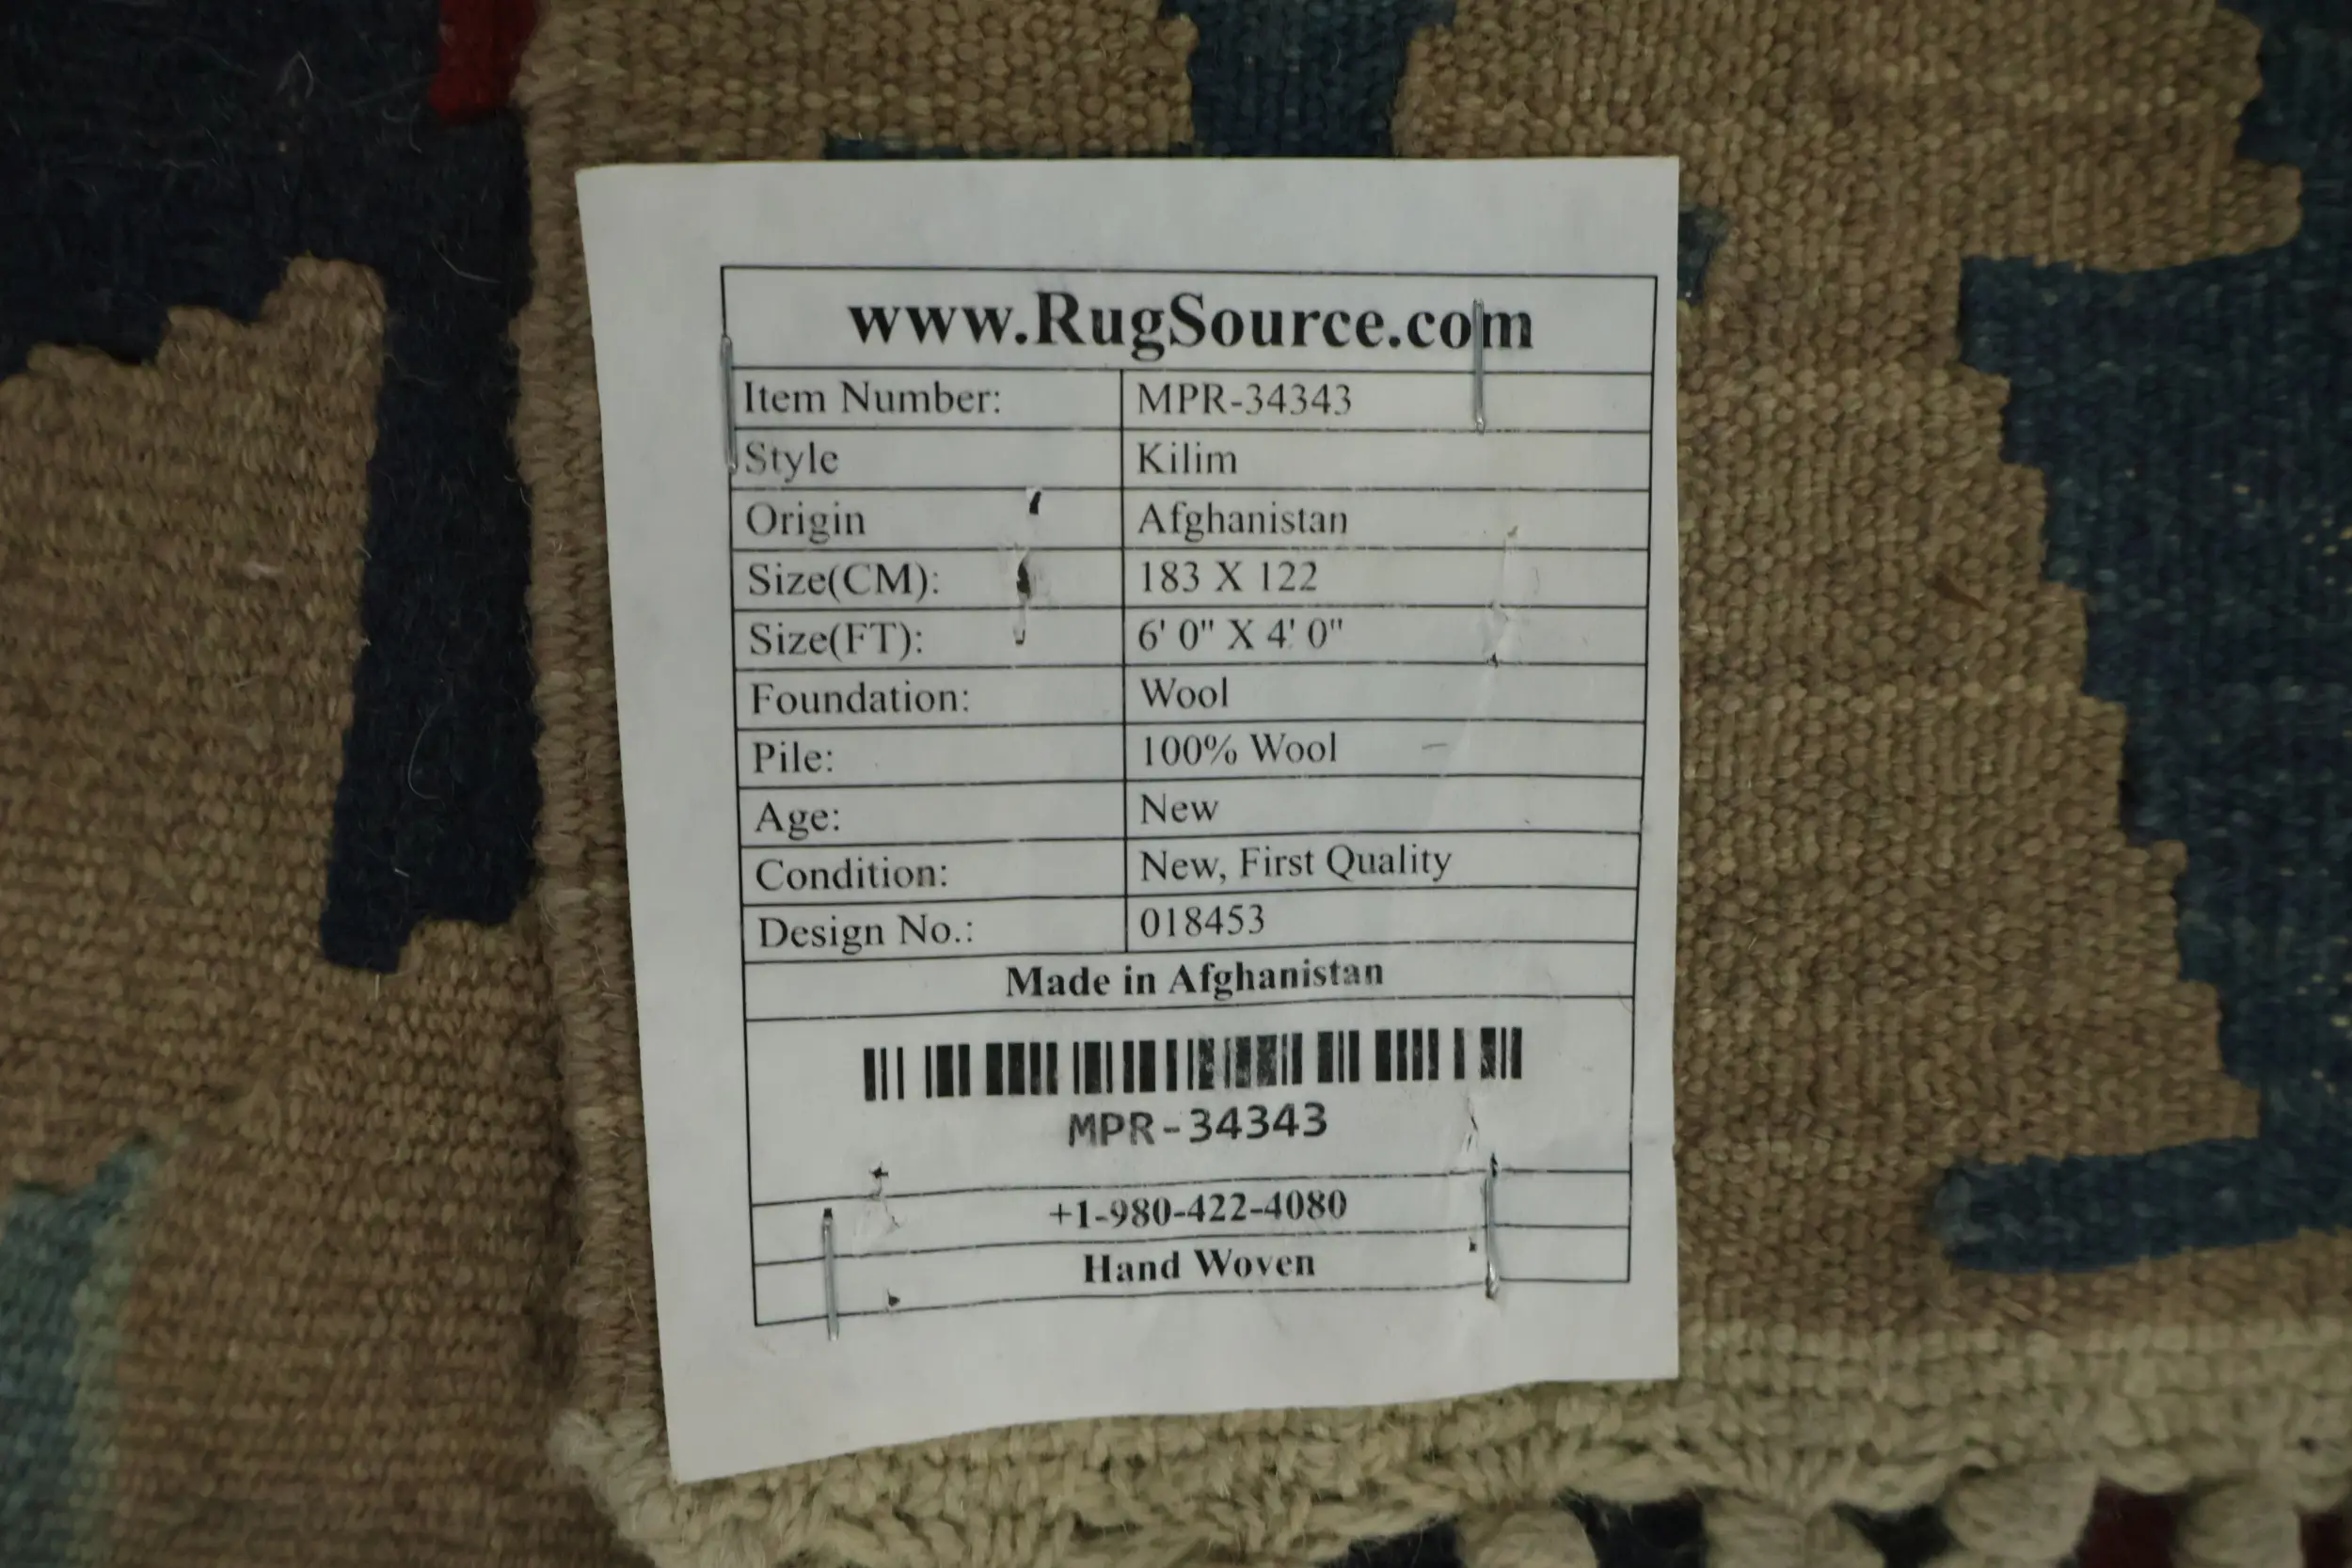 www.RugSource.com
Item Number: MPR-34343
Style Kilim
Origin Afghanistan
Size(CM): 183 X 122
Size(FT): 6' 0" X 4' 0"
Foundation: Wool
Pile: 100% Wool
Age: New
Condition: New, First Quality
Design No.: 018453
Made in Afghanistan
MPR-34343
+1-980-422-4080
Hand Woven